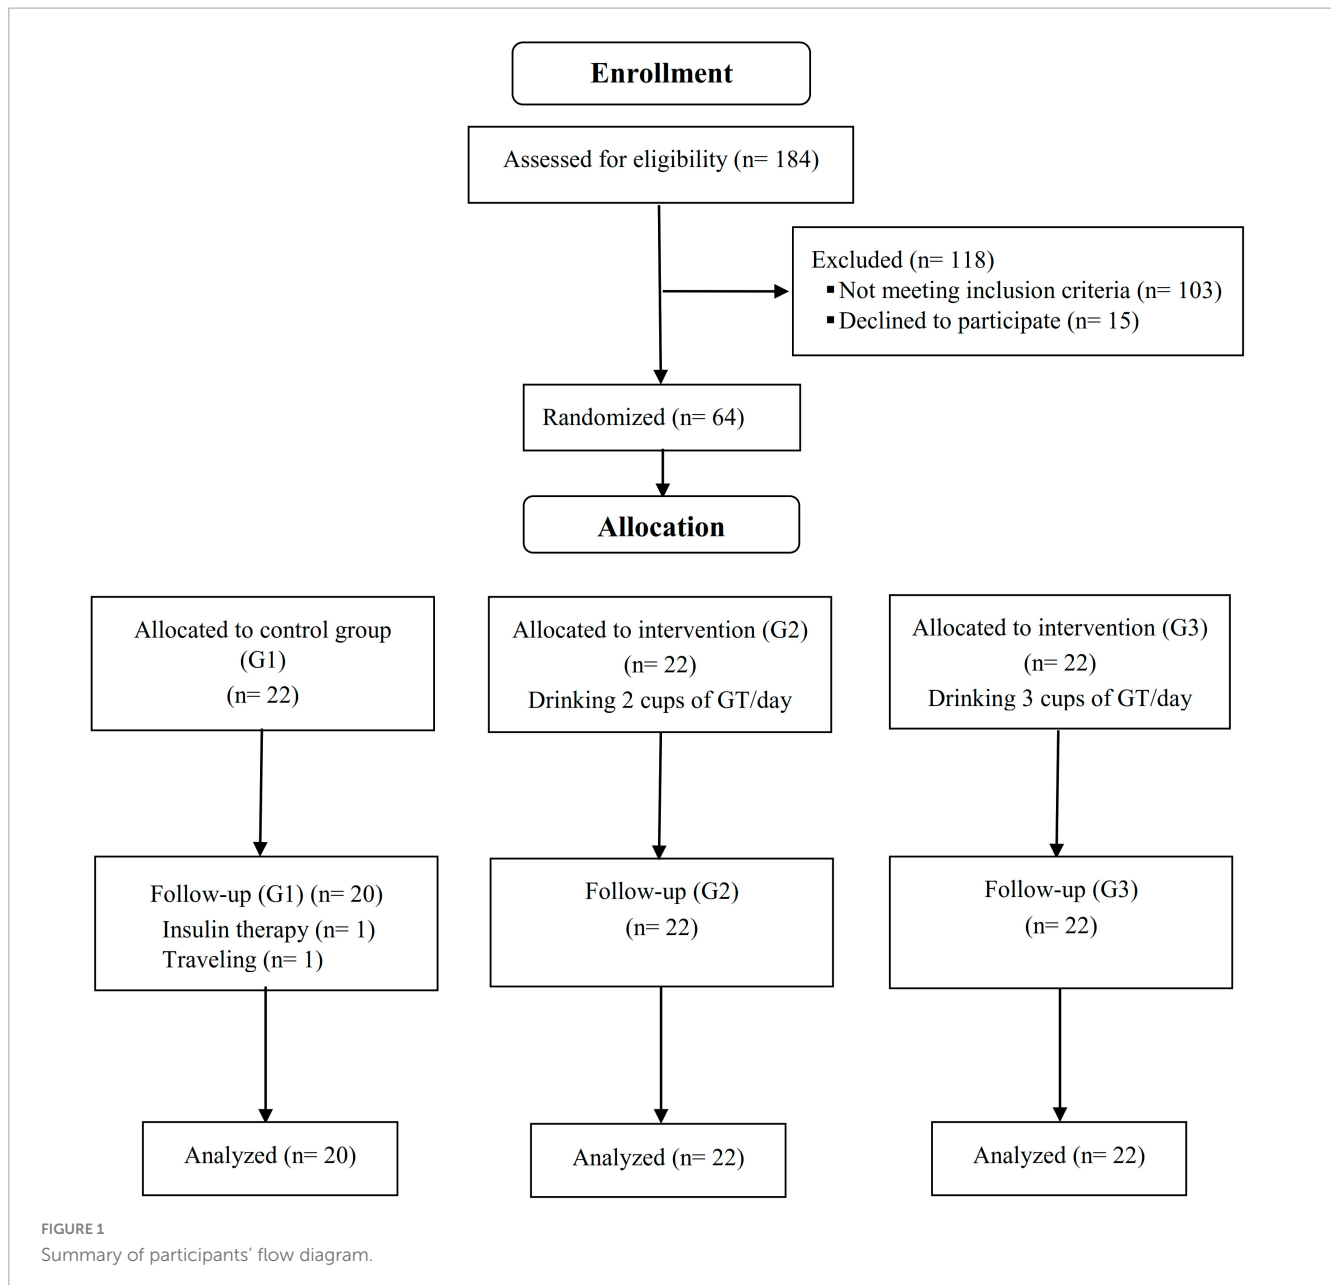 Enrollment
Assessed for eligibility (n= 184)
Excluded (n= 118)
▪ Not meeting inclusion criteria (n= 103)
▪ Declined to participate (n= 15)
Randomized (n= 64)
Allocation
Allocated to control group
(G1)
(n= 22)
Allocated to intervention (G2)
(n= 22)
Drinking 2 cups of GT/day
Allocated to intervention (G3)
(n= 22)
Drinking 3 cups of GT/day
Follow-up (G1) (n= 20)
Insulin therapy (n= 1)
Traveling (n= 1)
Follow-up (G2)
(n= 22)
Follow-up (G3)
(n= 22)
Analyzed (n= 20)
Analyzed (n= 22)
Analyzed (n= 22)
FIGURE 1
Summary of participants' flow diagram.